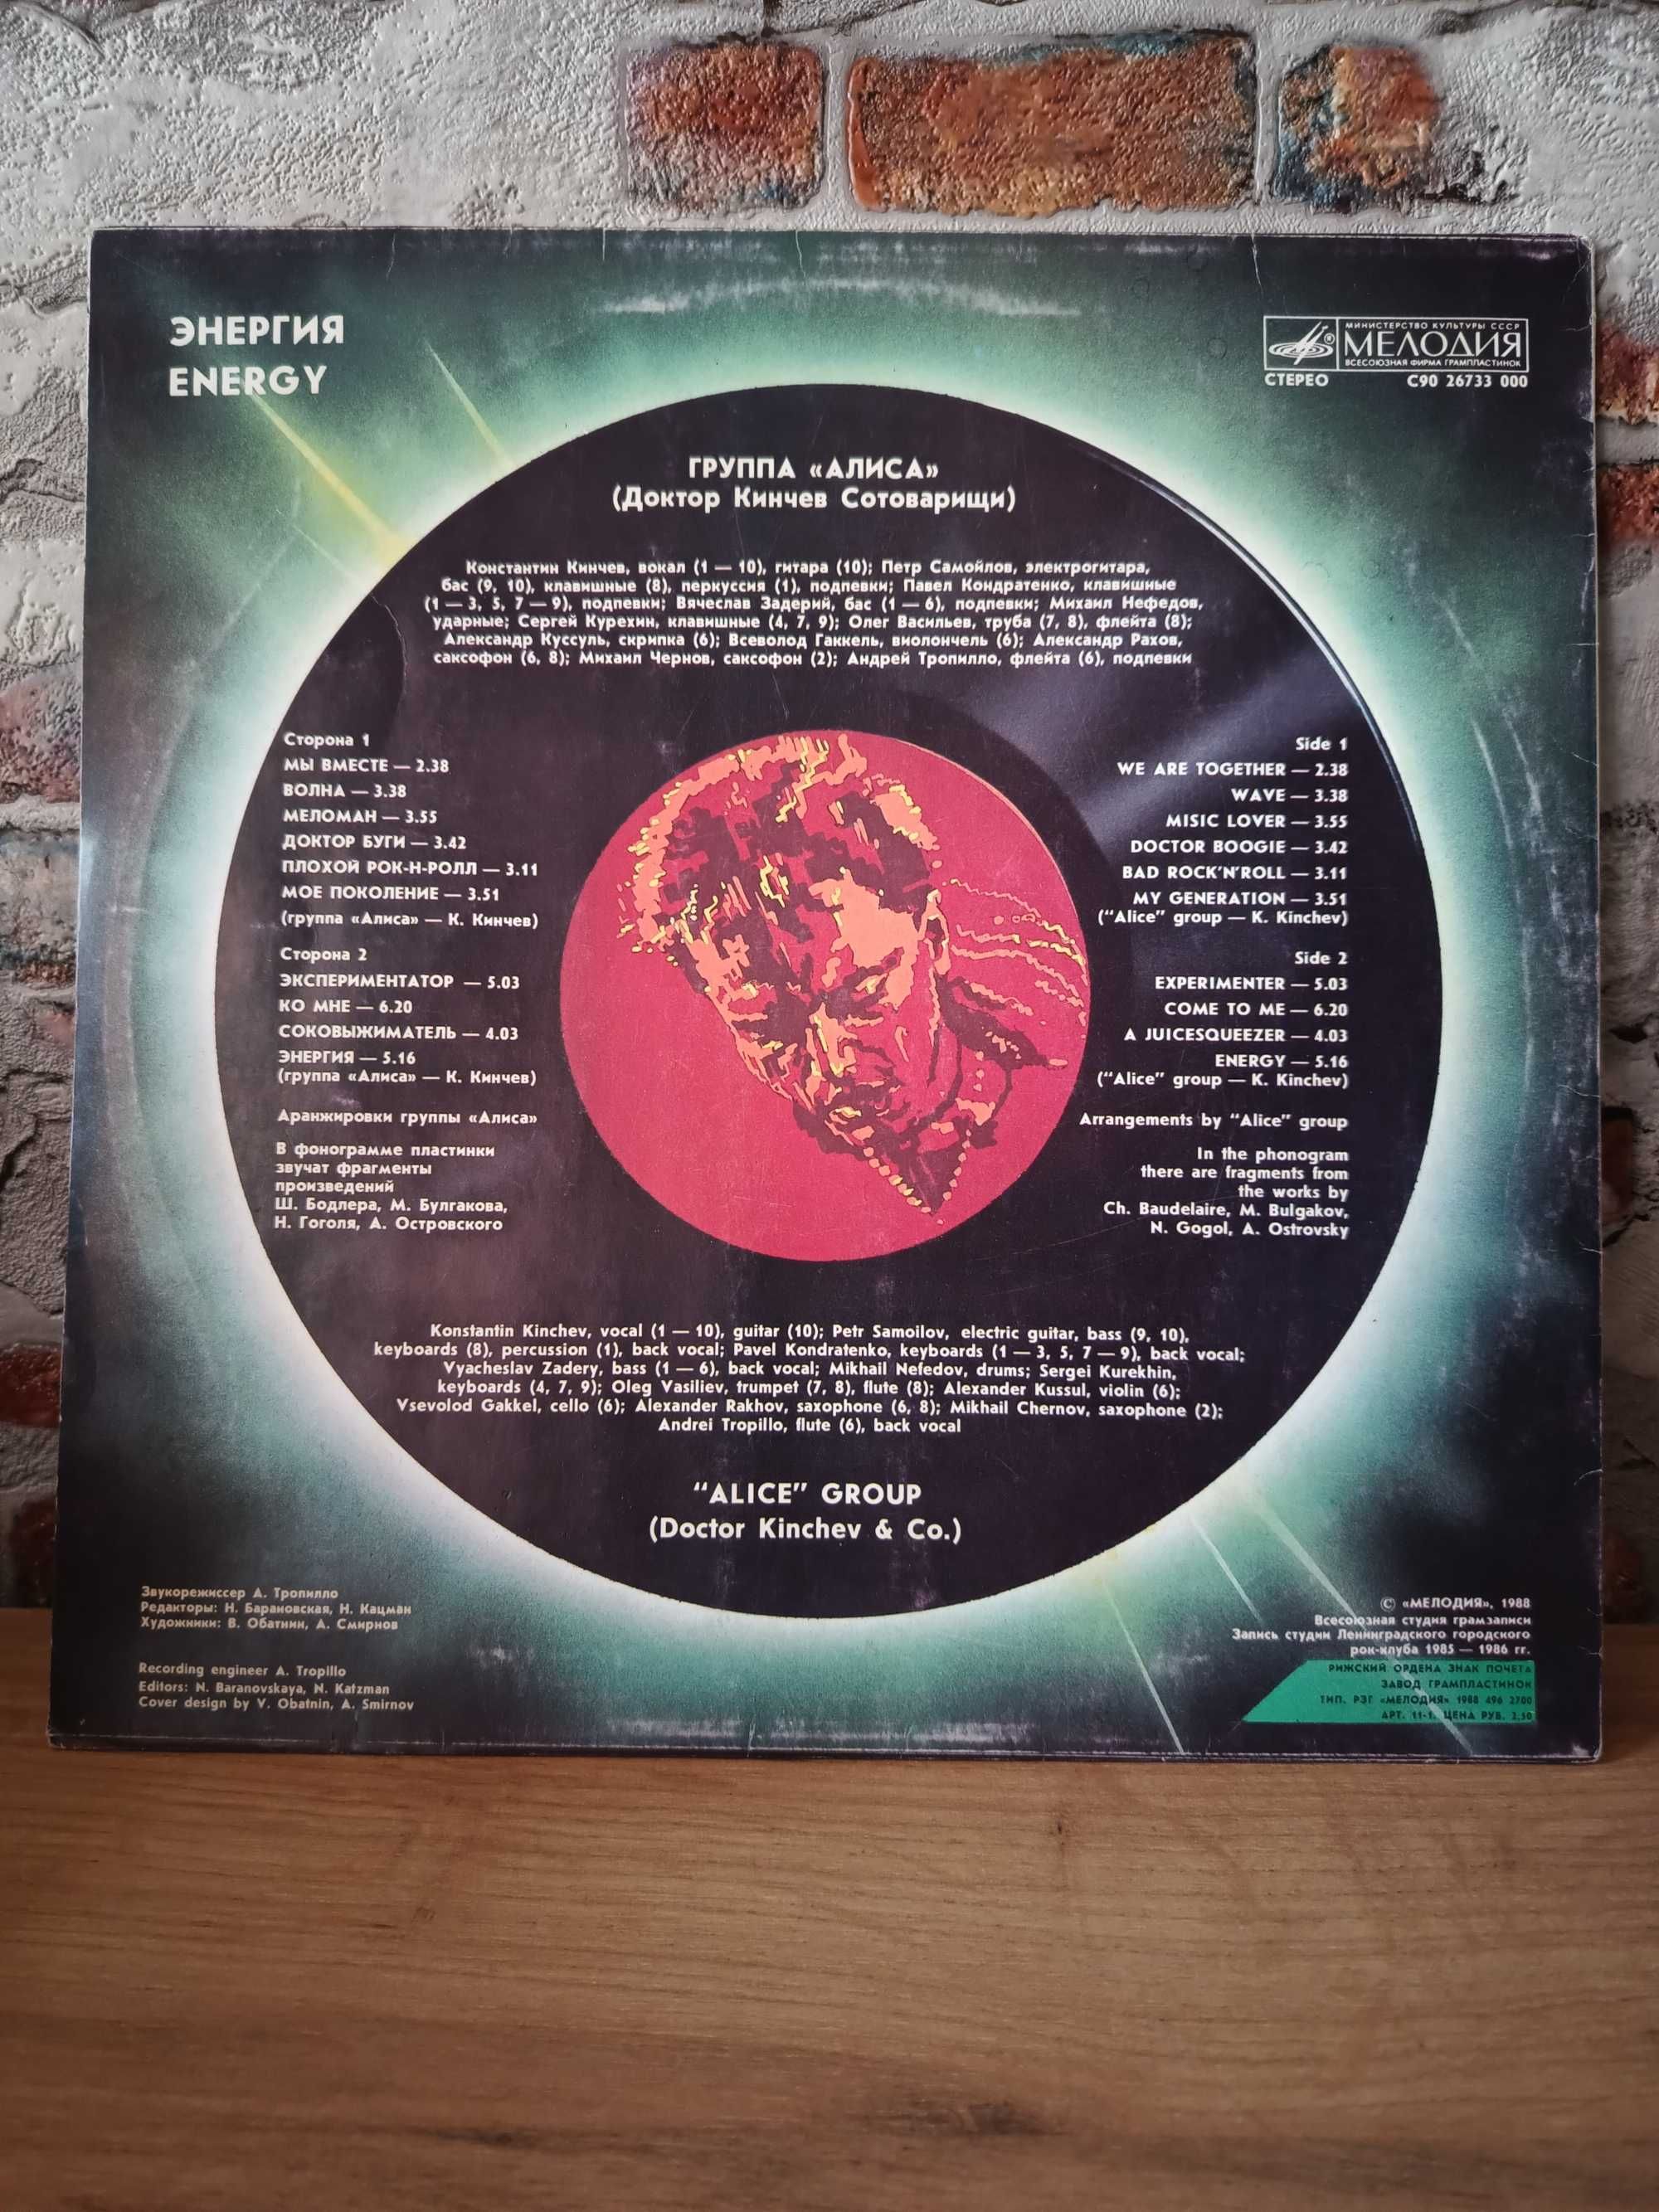 ЭНЕРГИЯ
ENERGY
МИНИСТЕРСТВО КУЛЬТУРЫ СССР
МЕЛОДИЯ
ВСЕСОЮЗНАЯ ФИРМА ГРАМПЛАСТИНОК
СТЕРЕО С90 26733 000
ГРУППА «АЛИСА»
(Доктор Кинчев Сотоварищи)
Константин Кинчев, вокал (1 — 10), гитара (10); Петр Самойлов, электрогитара,
бас (9, 10), клавишные (8), перкуссия (1), подпевки; Павел Кондратенко, клавишные
(1 — 3, 5, 7 — 9), подпевки; Вячеслав Задерий, бас (1 — 6), подпевки; Михаил Нефедов,
ударные; Сергей Курехин, клавишные (4, 7, 9); Олег Васильев, труба (7, 8), флейта (8);
Александр Куссуль, скрипка (6); Всеволод Гаккель, виолончель (6); Александр Рахов,
саксофон (6, 8); Михаил Чернов, саксофон (2); Андрей Тропилло, флейта (6), подпевки
Сторона 1
МЫ ВМЕСТЕ — 2.38
ВОЛНА — 3.38
МЕЛОМАН — 3.55
ДОКТОР БУГИ — 3.42
ПЛОХОЙ РОК-Н-РОЛЛ — 3.11
МОЕ ПОКОЛЕНИЕ — 3.51
(группа «Алиса» — К. Кинчев)
Сторона 2
ЭКСПЕРИМЕНТАТОР — 5.03
КО МНЕ — 6.20
СОКОВЫЖИМАТЕЛЬ — 4.03
ЭНЕРГИЯ — 5.16
(группа «Алиса» — К. Кинчев)
Аранжировки группы «Алиса»
В фонограмме пластинки
звучат фрагменты
произведений
Ш. Бодлера, М. Булгакова,
Н. Гоголя, А. Островского
Side 1
WE ARE TOGETHER — 2.38
WAVE — 3.38
MISIC LOVER — 3.55
DOCTOR BOOGIE — 3.42
BAD ROCK'N'ROLL — 3.11
MY GENERATION — 3.51
("Alice" group — K. Kinchev)
Side 2
EXPERIMENTER — 5.03
COME TO ME — 6.20
A JUICESQUEEZER — 4.03
ENERGY — 5.16
("Alice" group — K. Kinchev)
Arrangements by "Alice" group
In the phonogram
there are fragments from
the works by
Ch. Baudelaire, M. Bulgakov,
N. Gogol, A. Ostrovsky
Konstantin Kinchev, vocal (1 — 10), guitar (10); Petr Samoilov, electric guitar, bass (9, 10),
keyboards (8), percussion (1), back vocal; Pavel Kondratenko, keyboards (1 — 3, 5, 7 — 9), back vocal;
Vyacheslav Zadery, bass (1 — 6), back vocal; Mikhail Nefedov, drums; Sergei Kurekhin,
keyboards (4, 7, 9); Oleg Vasiliev, trumpet (7, 8), flute (8); Alexander Kussul, violin (6);
Vsevolod Gakkel, cello (6); Alexander Rakhov, saxophone (6, 8); Mikhail Chernov, saxophone (2);
Andrei Tropillo, flute (6), back vocal
"ALICE" GROUP
(Doctor Kinchev & Co.)
Звукорежиссер А. Тропилло
Редакторы: Н. Барановская, Н. Кацман
Художники: В. Обатнин, А. Смирнов
Recording engineer A. Tropillo
Editors: N. Baranovskaya, N. Katzman
Cover design by V. Obatnin, A. Smirnov
© «МЕЛОДИЯ», 1988
Всесоюзная студия грамзаписи
Запись студии Ленинградского городского
рок-клуба 1985 — 1986 гг.
РИЖСКИЙ ОРДЕНА ЗНАК ПОЧЕТА
ЗАВОД ГРАМПЛАСТИНОК
ТИП. РЗГ «МЕЛОДИЯ» 1988 496 2700
АРТ. 11-1. ЦЕНА РУБ. 2,50